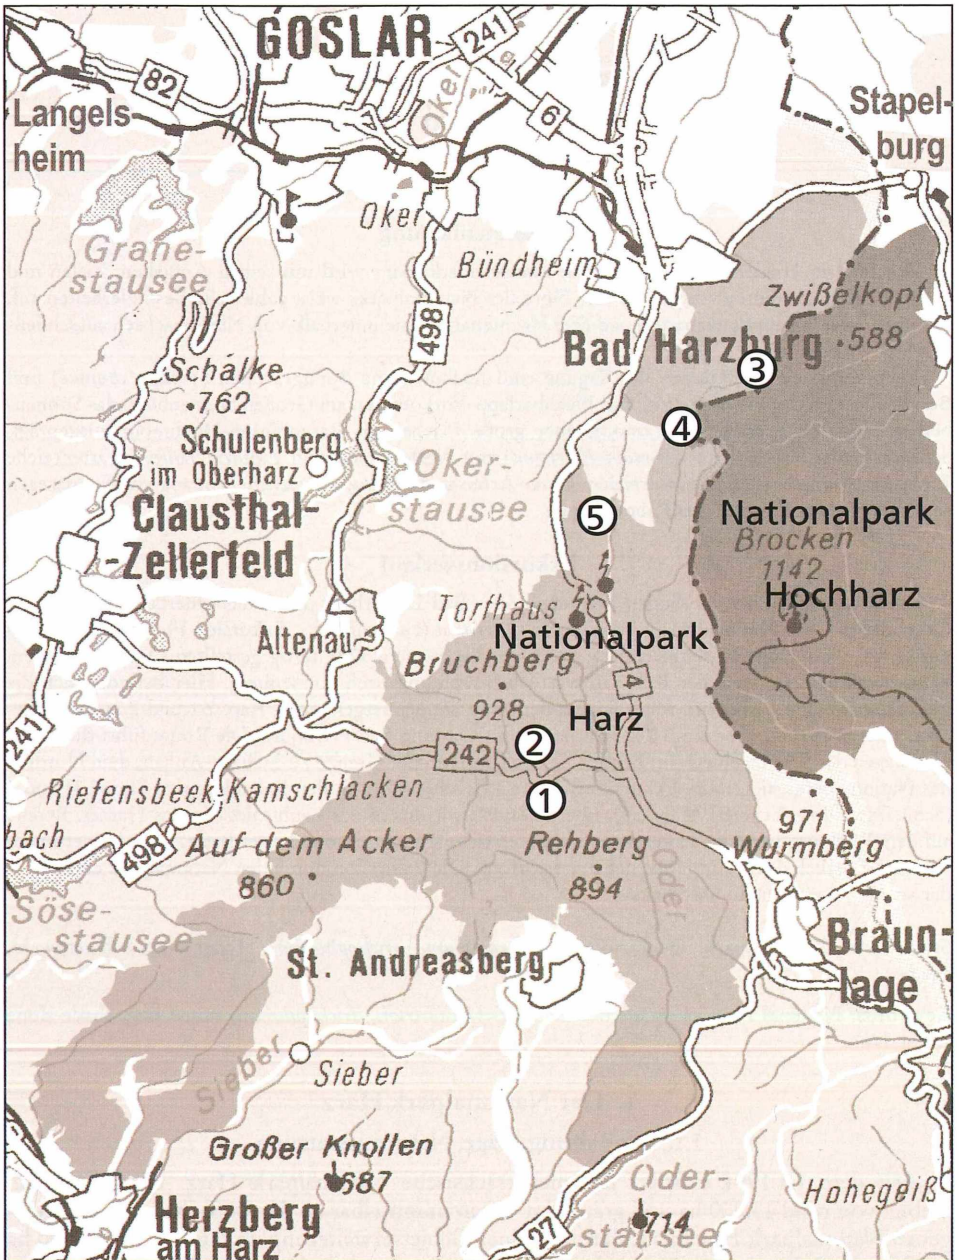 GOSLAR
241
82
6
Oker
Langels-
heim
Stapel-
burg
Oker
Grane-
stausee
Bündheim
498
Zwißelkopf
588
Bad Harzburg
3
Schalke
762
4
Schulenberg
im Oberharz
Oker-
stausee
5
Clausthal-
-Zellerfeld
Nationalpark
Brocken
1142
Hochharz
Torfhaus
Altenau
Nationalpark
Bruchberg
928
4
Harz
241
2
242
1
Riefensbeek-Kamschlacken
bach
498
Auf dem Acker
860
Rehberg
894
971
Wurmberg
Oder
Söse-
stausee
Braun-
lage
St. Andreasberg
Sieber
Sieber
Großer Knollen
687
Oder
stausee
714
Hohegeiß
Herzberg
am Harz
27